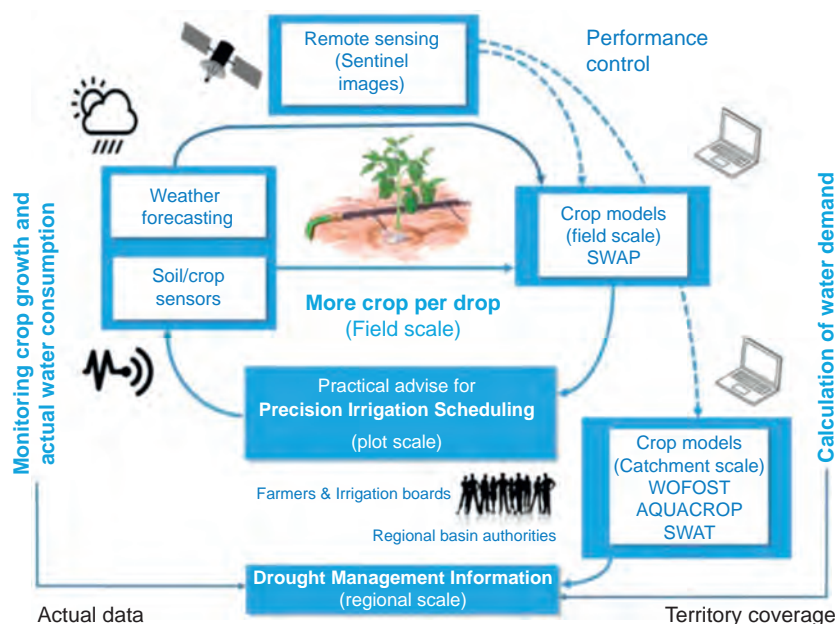 Remote sensing
(Sentinel
images)
Performance
control
Weather
forecasting
Soil/crop
sensors
Crop models
(field scale)
SWAP
More crop per drop
(Field scale)
Monitoring crop growth and
actual water consumption
Calculation of water demand
Practical advise for
Precision Irrigation Scheduling
(plot scale)
Crop models
(Catchment scale)
WOFOST
AQUACROP
SWAT
Farmers & Irrigation boards
Regional basin authorities
Drought Management Information
(regional scale)
Actual data
Territory coverage